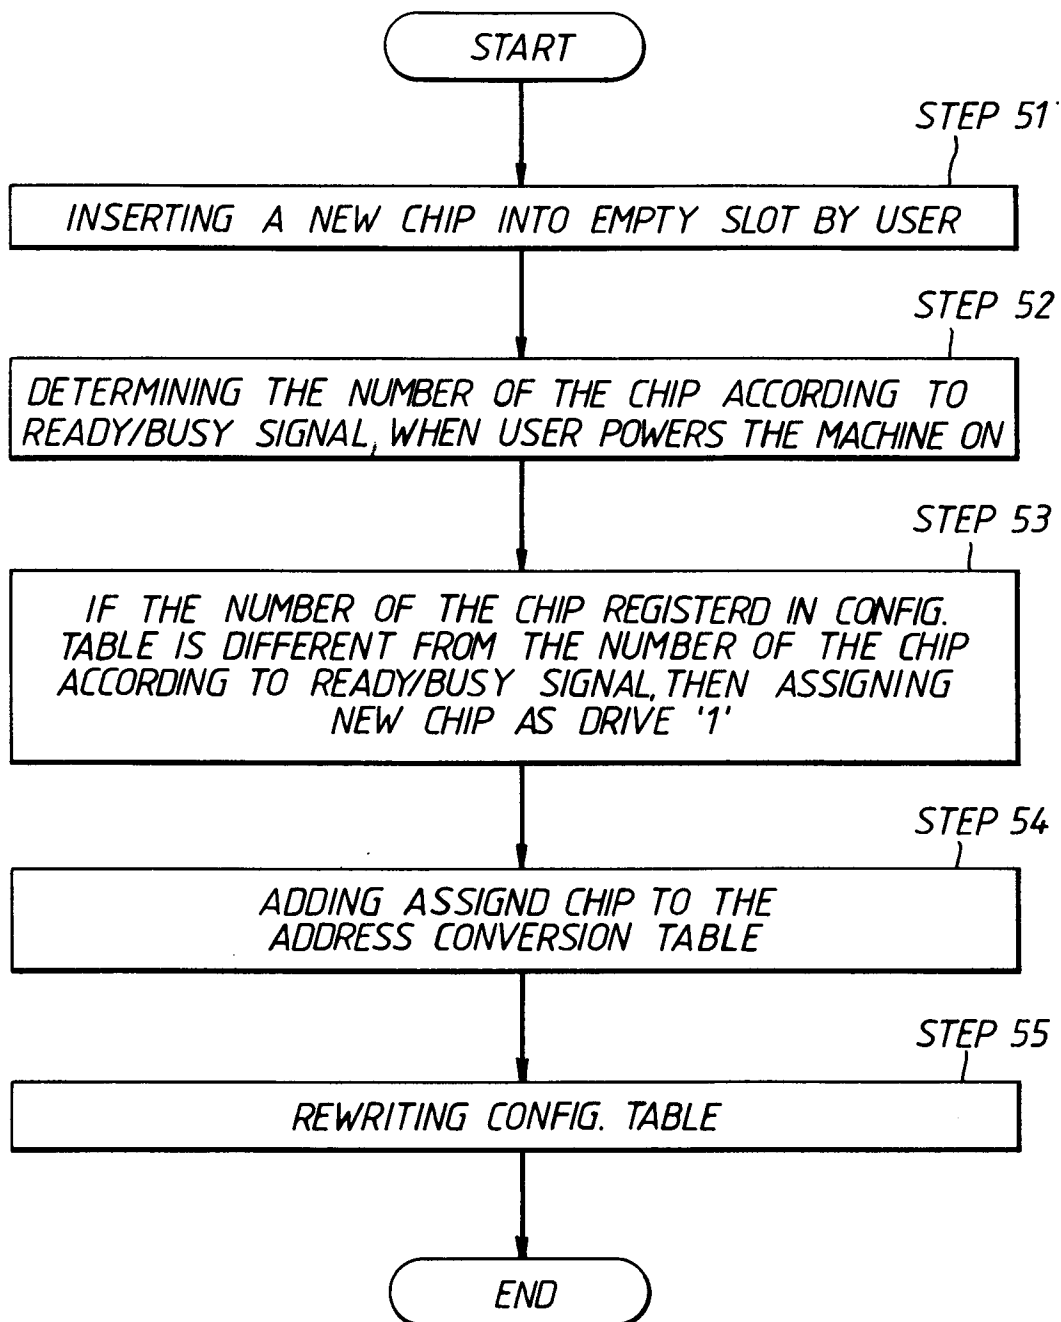 START
STEP 51
INSERTING A NEW CHIP INTO EMPTY SLOT BY USER
STEP 52
DETERMINING THE NUMBER OF THE CHIP ACCORDING TO
READY/BUSY SIGNAL, WHEN USER POWERS THE MACHINE ON
STEP 53
IF THE NUMBER OF THE CHIP REGISTERD IN CONFIG.
TABLE IS DIFFERENT FROM THE NUMBER OF THE CHIP
ACCORDING TO READY/BUSY SIGNAL, THEN ASSIGNING
NEW CHIP AS DRIVE '1'
STEP 54
ADDING ASSIGND CHIP TO THE
ADDRESS CONVERSION TABLE
STEP 55
REWRITING CONFIG. TABLE
END